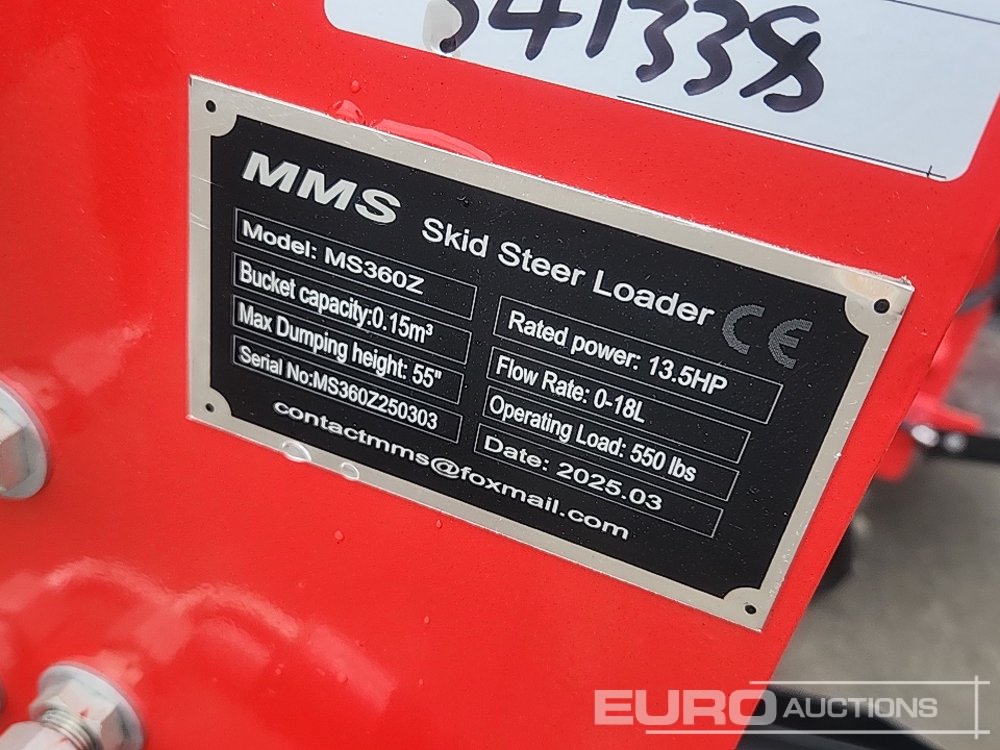 541338
MMS Skid Steer Loader CE
Model: MS360Z
Bucket capacity:0.15m³
Max Dumping height: 55"
Serial No:MS360Z250303
Rated power: 13.5HP
Flow Rate: 0-18L
Operating Load: 550 lbs
Date: 2025.03
contactmms@foxmail.com
EURO AUCTIONS